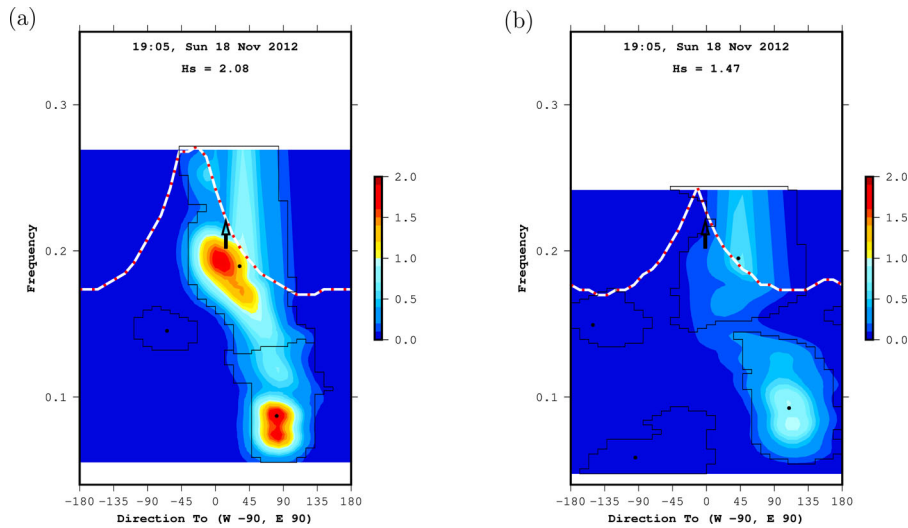 (a)
19:05, Sun 18 Nov 2012
Hs = 2.08
Frequency
0.3
0.2
0.1
-180 -135 -90 -45 0 45 90 135 180
Direction To (W -90, E 90)
2.0
1.5
1.0
0.5
0.0
(b)
19:05, Sun 18 Nov 2012
Hs = 1.47
Frequency
0.3
0.2
0.1
-180 -135 -90 -45 0 45 90 135 180
Direction To (W -90, E 90)
2.0
1.5
1.0
0.5
0.0